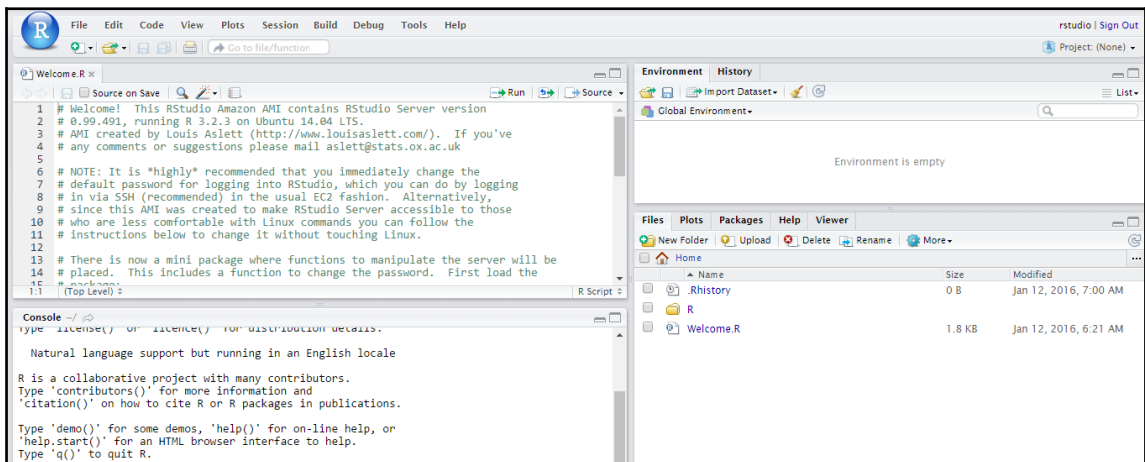 R File Edit Code View Plots Session Build Debug Tools Help rstudio | Sign Out
Go to file/function Project: (None)
Welcome.R
Source on Save Run Source
1 # Welcome! This RStudio Amazon AMI contains RStudio Server version
2 # 0.99.491, running R 3.2.3 on Ubuntu 14.04 LTS.
3 # AMI created by Louis Aslett (http://www.louisaslett.com/). If you've
4 # any comments or suggestions please mail aslett@stats.ox.ac.uk
5
6 # NOTE: It is *highly* recommended that you immediately change the
7 # default password for logging into RStudio, which you can do by logging
8 # in via SSH (recommended) in the usual EC2 fashion. Alternatively,
9 # since this AMI was created to make RStudio Server accessible to those
10 # who are less comfortable with Linux commands you can follow the
11 # instructions below to change it without touching Linux.
12
13 # There is now a mini package where functions to manipulate the server will be
14 # placed. This includes a function to change the password. First load the
15 # package:
1:1 (Top Level) R Script
Console ~/
Type 'license()' or 'licence()' for distribution details.
Natural language support but running in an English locale
R is a collaborative project with many contributors.
Type 'contributors()' for more information and
'citation()' on how to cite R or R packages in publications.
Type 'demo()' for some demos, 'help()' for on-line help, or
'help.start()' for an HTML browser interface to help.
Type 'q()' to quit R.
Environment History
Import Dataset List
Global Environment
Environment is empty
Files Plots Packages Help Viewer
New Folder Upload Delete Rename More
Home
Name Size Modified
.Rhistory 0 B Jan 12, 2016, 7:00 AM
R
Welcome.R 1.8 KB Jan 12, 2016, 6:21 AM